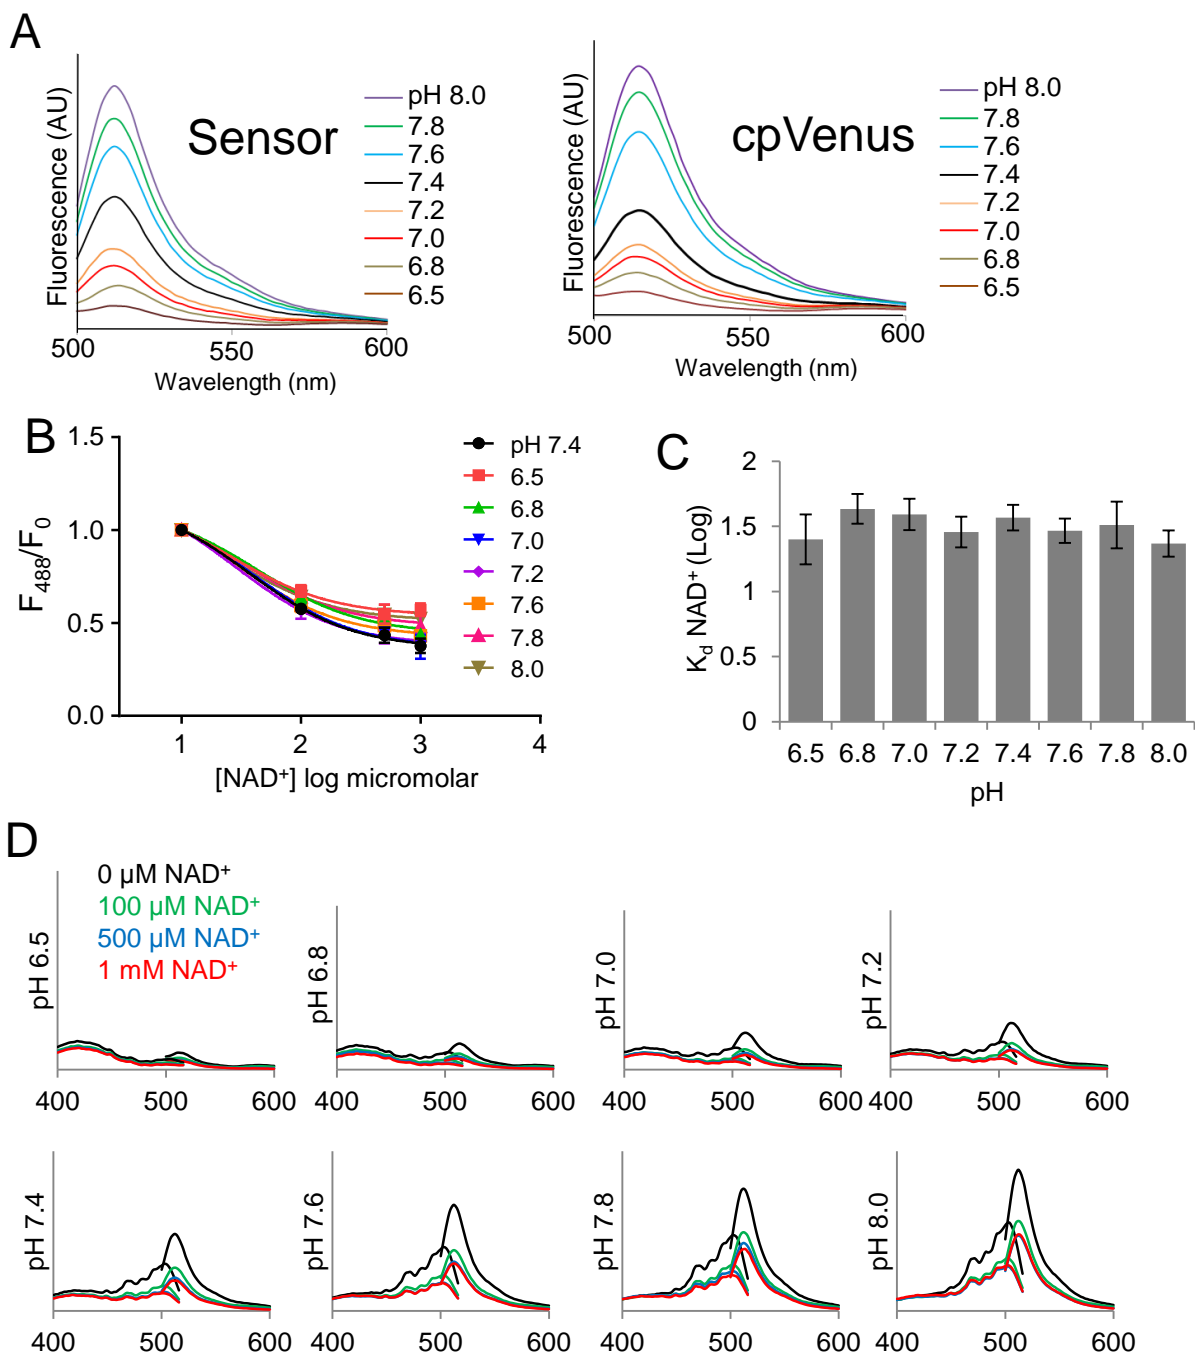 A
Fluorescence (AU)
Sensor
pH 8.0
7.8
7.6
7.4
7.2
7.0
6.8
6.5
500
550
600
Wavelength (nm)
Fluorescence (AU)
cpVenus
pH 8.0
7.8
7.6
7.4
7.2
7.0
6.8
6.5
500
550
600
Wavelength (nm)
B
F488/F0
1.5
1.0
0.5
0.0
1
2
3
4
[NAD+] log micromolar
pH 7.4
6.5
6.8
7.0
7.2
7.6
7.8
8.0
C
Kd NAD+ (Log)
2
1.5
1
0.5
0
6.5 6.8 7.0 7.2 7.4 7.6 7.8 8.0
pH
D
0 µM NAD+
100 µM NAD+
500 µM NAD+
1 mM NAD+
pH 6.5
400 500 600
pH 6.8
400 500 600
pH 7.0
400 500 600
pH 7.2
400 500 600
pH 7.4
400 500 600
pH 7.6
400 500 600
pH 7.8
400 500 600
pH 8.0
400 500 600